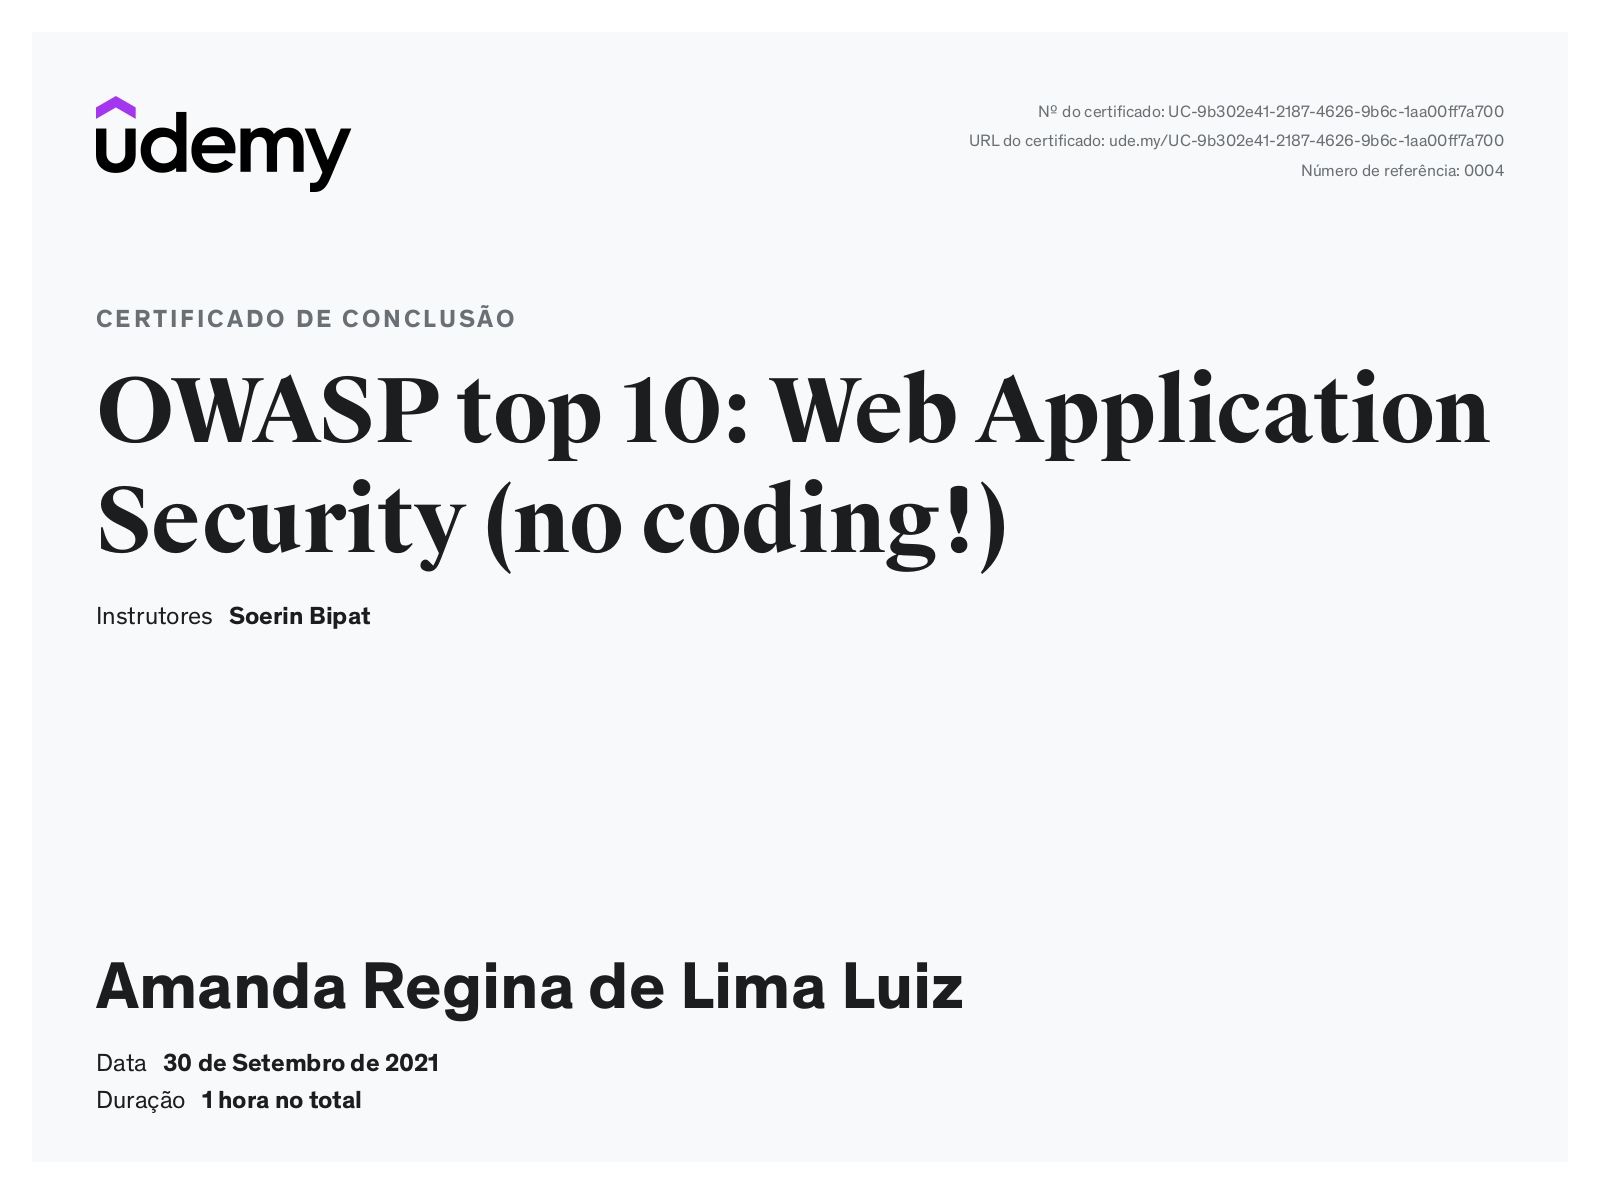 udemy
Nº do certificado: UC-9b302e41-2187-4626-9b6c-1aa00ff7a700
URL do certificado: ude.my/UC-9b302e41-2187-4626-9b6c-1aa00ff7a700
Número de referência: 0004
CERTIFICADO DE CONCLUSÃO
OWASP top 10: Web Application
Security (no coding!)
Instrutores Soerin Bipat
Amanda Regina de Lima Luiz
Data 30 de Setembro de 2021
Duração 1 hora no total